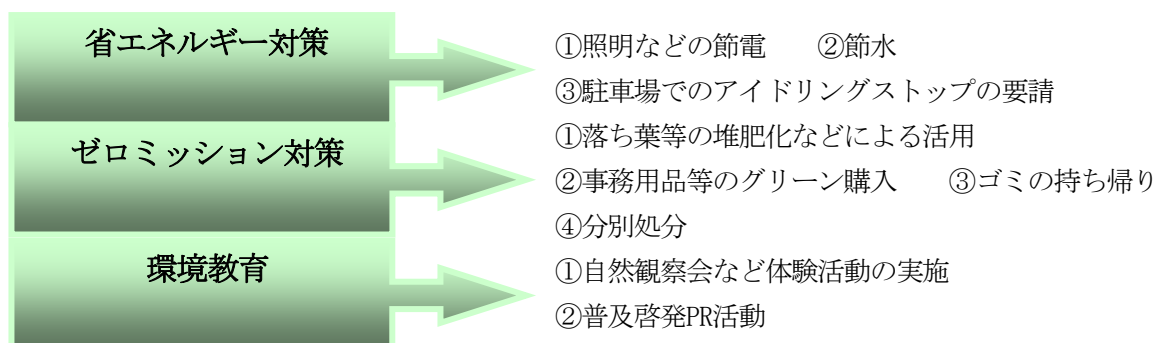 省エネルギー対策
①照明などの節電　　②節水
③駐車場でのアイドリングストップの要請
ゼロミッション対策
①落ち葉等の堆肥化などによる活用
②事務用品等のグリーン購入　　③ゴミの持ち帰り
④分別処分
環境教育
①自然観察会など体験活動の実施
②普及啓発PR活動